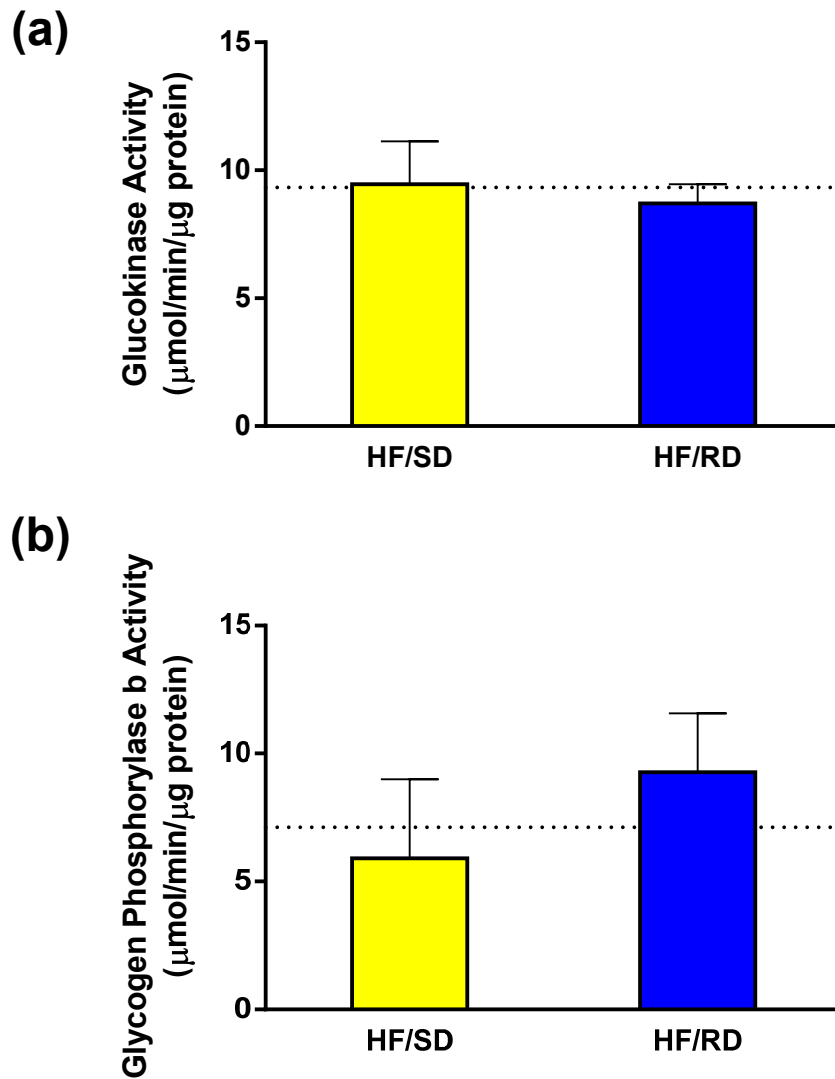 (a)
Glucokinase Activity
(μmol/min/μg protein)
15
10
5
0
HF/SD HF/RD
(b)
Glycogen Phosphorylase b Activity
(μmol/min/μg protein)
15
10
5
0
HF/SD HF/RD